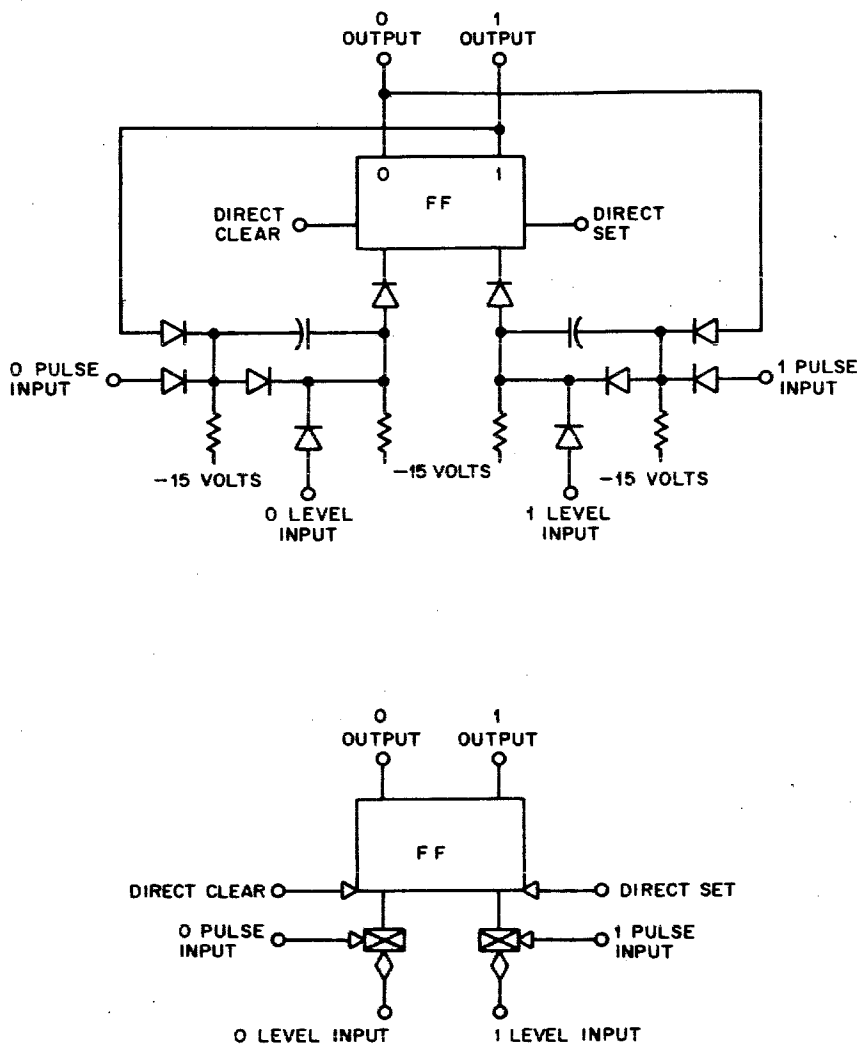 0
OUTPUT
1
OUTPUT
0
1
FF
DIRECT
CLEAR
DIRECT
SET
0 PULSE
INPUT
1 PULSE
INPUT
-15 VOLTS
-15 VOLTS
-15 VOLTS
0 LEVEL
INPUT
1 LEVEL
INPUT
0
OUTPUT
1
OUTPUT
FF
DIRECT CLEAR
DIRECT SET
0 PULSE
INPUT
1 PULSE
INPUT
0 LEVEL INPUT
1 LEVEL INPUT